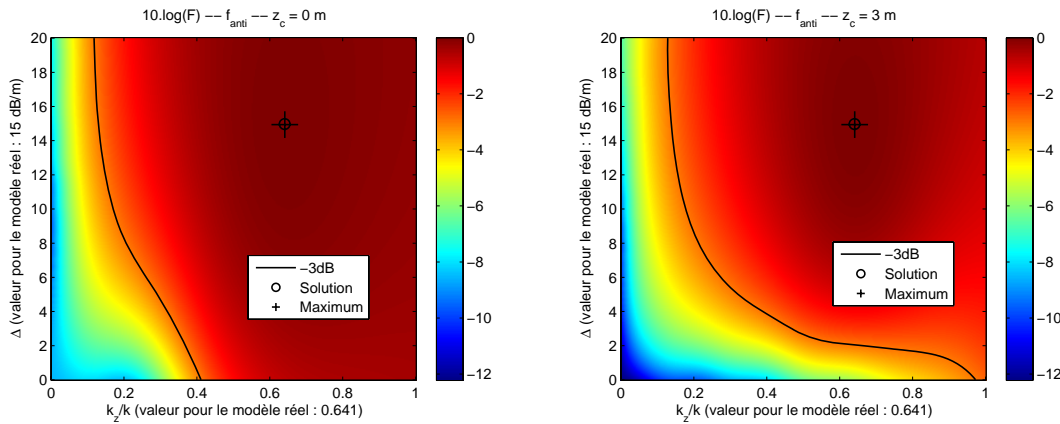 10.log(F) −− f_anti −− z_c = 0 m
20
18
16
14
12
10
8
6
4
2
0
Δ (valeur pour le modèle réel : 15 dB/m)
0 0.2 0.4 0.6 0.8 1
k_z/k (valeur pour le modèle réel : 0.641)
−3dB
Solution
Maximum
0
−2
−4
−6
−8
−10
−12
10.log(F) −− f_anti −− z_c = 3 m
20
18
16
14
12
10
8
6
4
2
0
Δ (valeur pour le modèle réel : 15 dB/m)
0 0.2 0.4 0.6 0.8 1
k_z/k (valeur pour le modèle réel : 0.641)
−3dB
Solution
Maximum
0
−2
−4
−6
−8
−10
−12